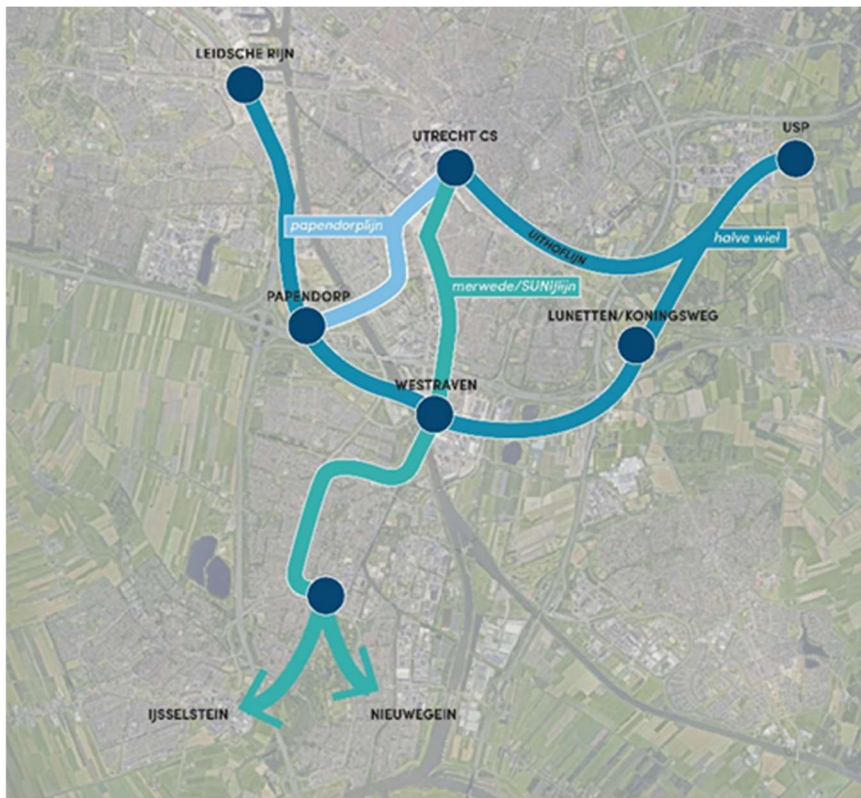 LEIDSCHE RIJN
UTRECHT CS
USP
papendorplijn
UITHOFLIJN
halve wiel
merwede/SUNijlijn
PAPENDORP
LUNETTEN/KONINGSWEG
WESTRAVEN
IJSSELSTEIN
NIEUWEGEIN